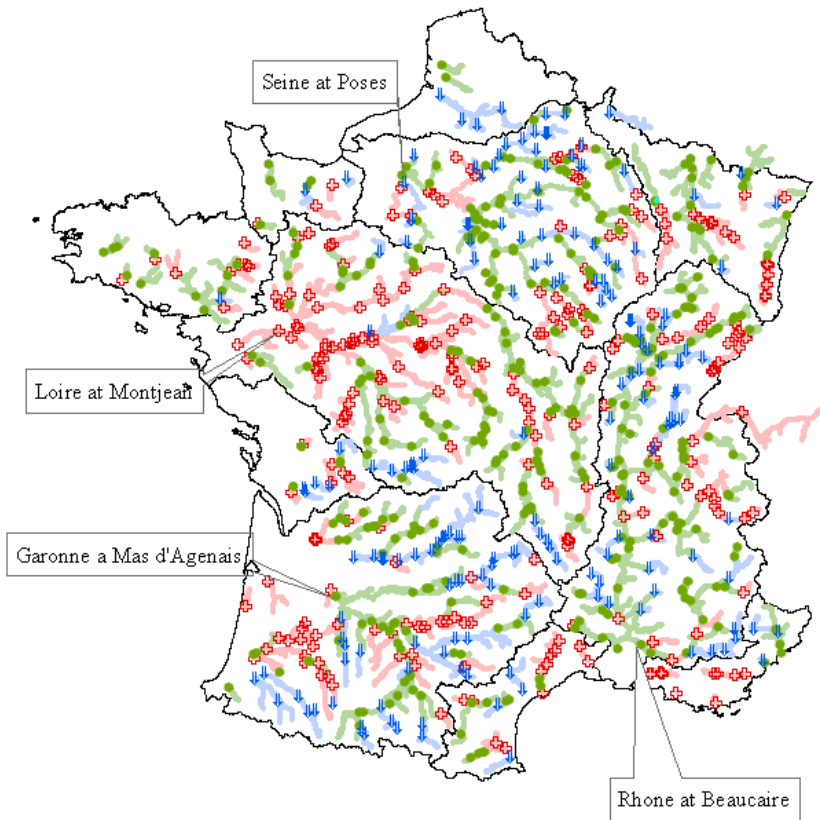 Seine at Poses
Loire at Montjean
Garonne a Mas d'Agenais
Rhone at Beaucaire